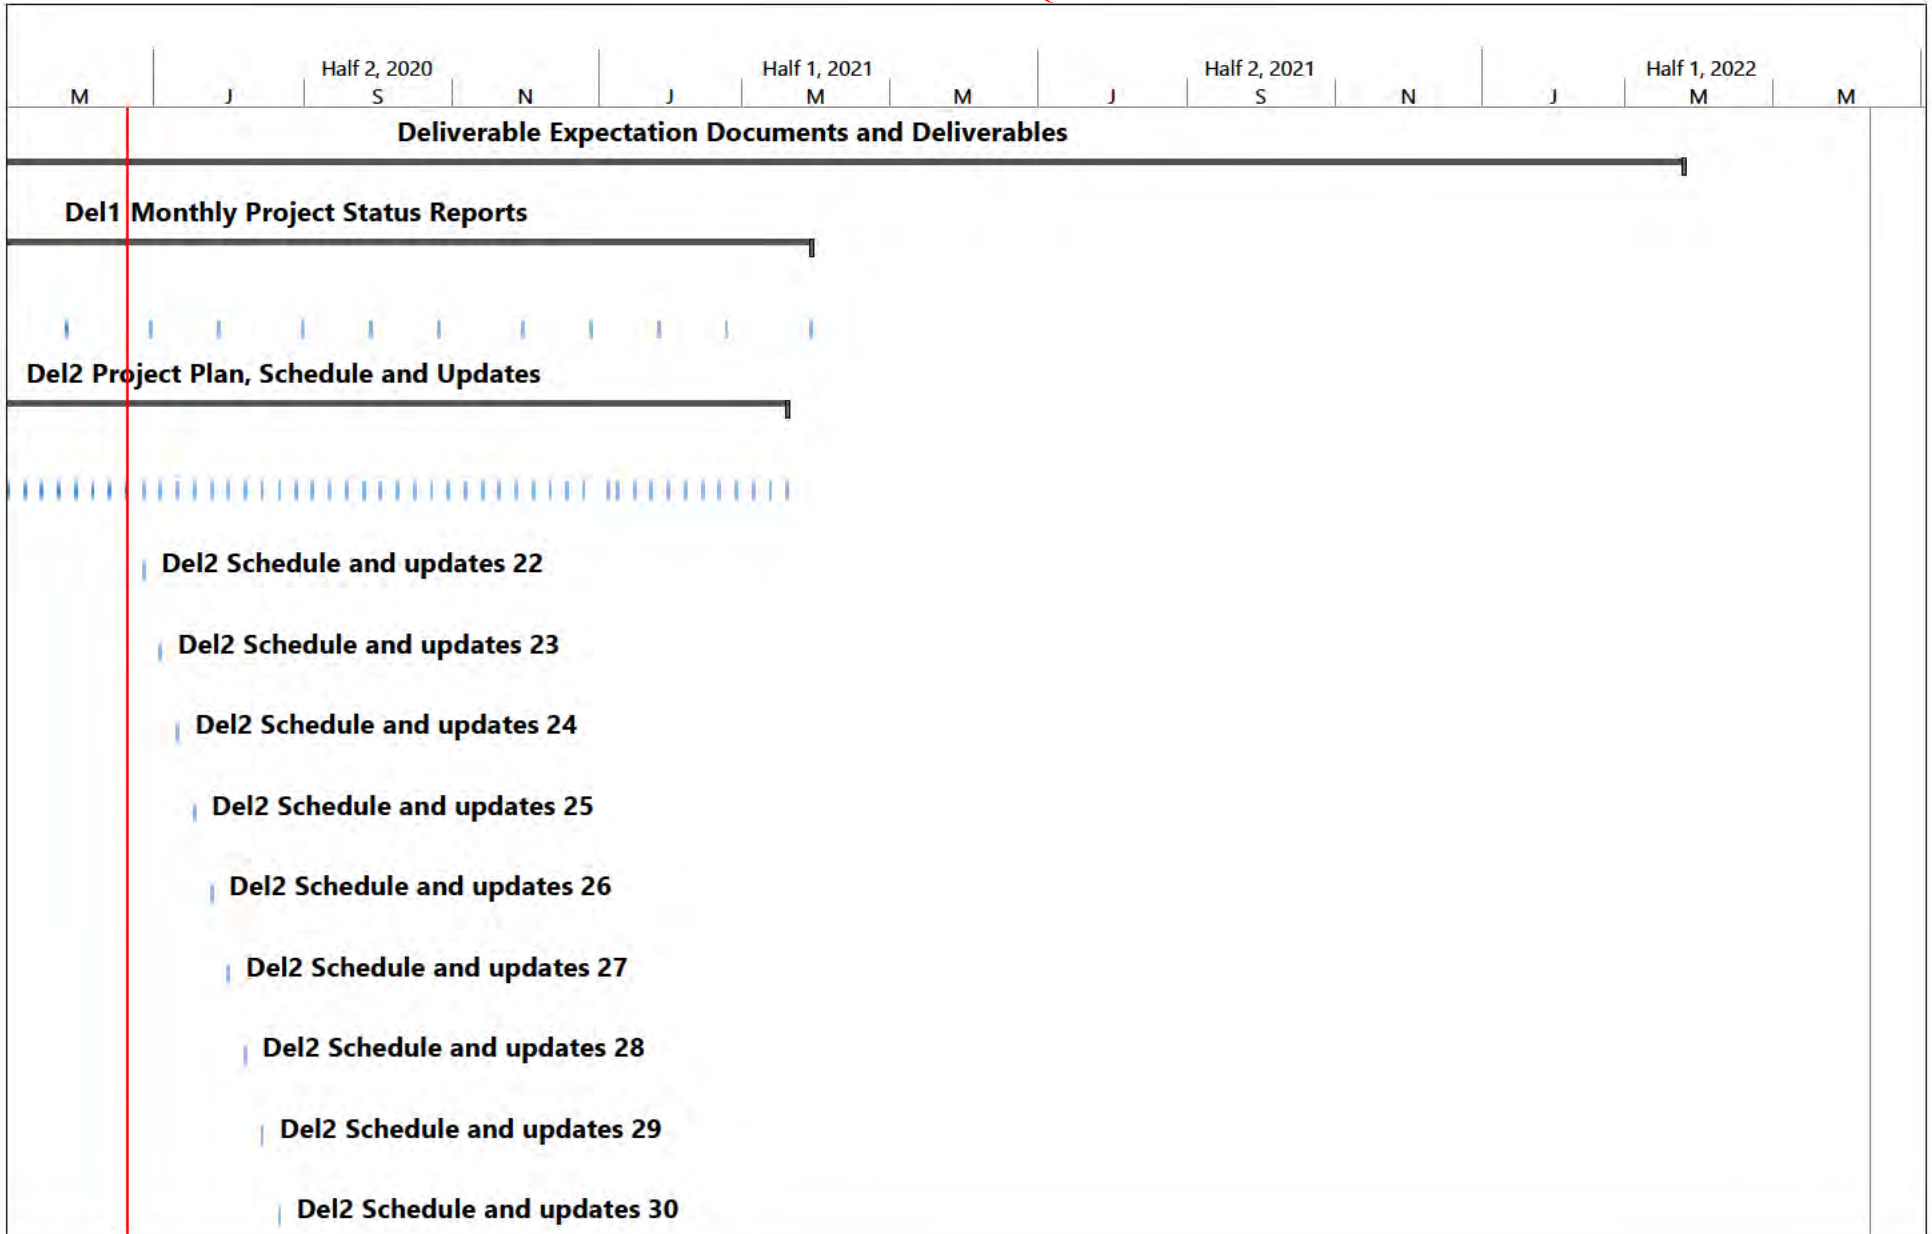 Half 2, 2020 Half 1, 2021 Half 2, 2021 Half 1, 2022
M J S N J M M J S N J M M
Deliverable Expectation Documents and Deliverables
Del1 Monthly Project Status Reports
Del2 Project Plan, Schedule and Updates
Del2 Schedule and updates 22
Del2 Schedule and updates 23
Del2 Schedule and updates 24
Del2 Schedule and updates 25
Del2 Schedule and updates 26
Del2 Schedule and updates 27
Del2 Schedule and updates 28
Del2 Schedule and updates 29
Del2 Schedule and updates 30